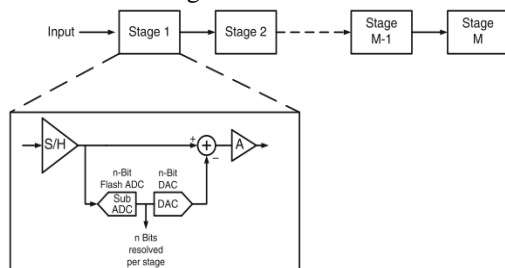 Input
Stage 1
Stage 2
Stage
M-1
Stage
M
S/H
+
−
A
n-Bit
Flash ADC
n-Bit
DAC
Sub
ADC
DAC
n Bits
resolved
per stage